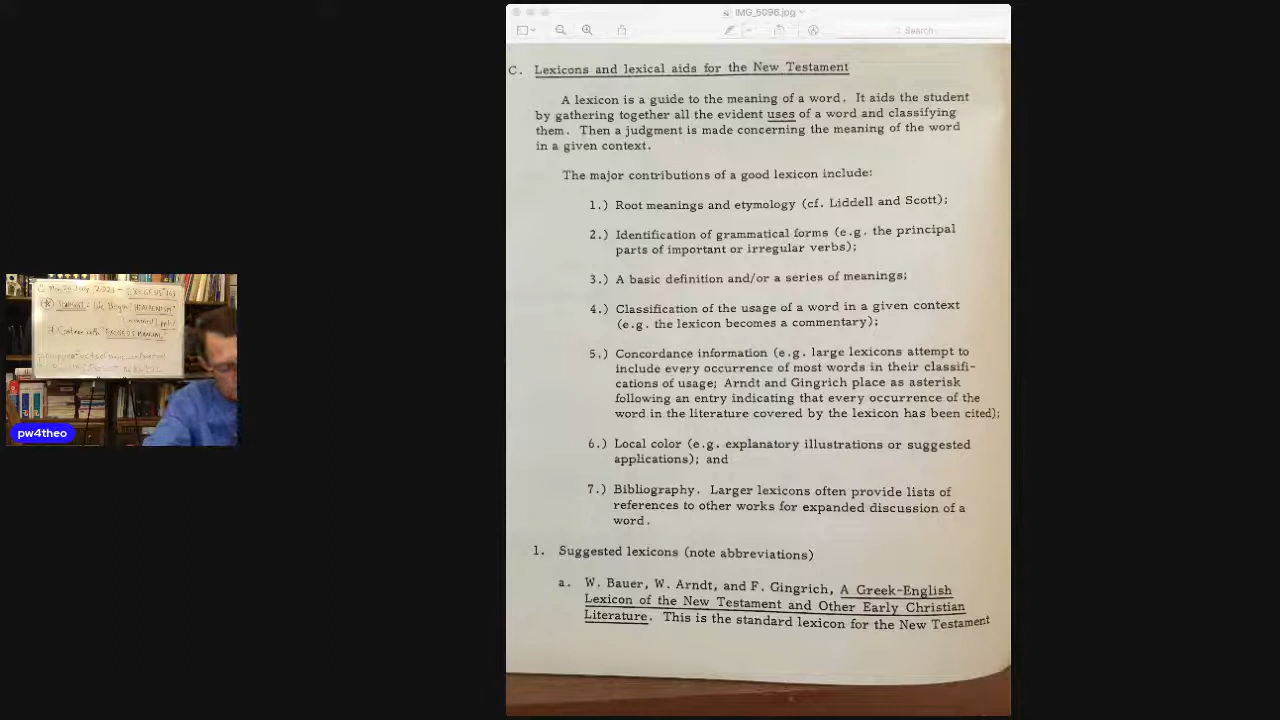 IMG_5096.jpg
Search
C. Lexicons and lexical aids for the New Testament
A lexicon is a guide to the meaning of a word. It aids the student
by gathering together all the evident uses of a word and classifying
them. Then a judgment is made concerning the meaning of the word
in a given context.
The major contributions of a good lexicon include:
1.) Root meanings and etymology (cf. Liddell and Scott);
2.) Identification of grammatical forms (e.g. the principal
parts of important or irregular verbs);
3.) A basic definition and/or a series of meanings;
4.) Classification of the usage of a word in a given context
(e.g. the lexicon becomes a commentary);
5.) Concordance information (e.g. large lexicons attempt to
include every occurrence of most words in their classifi-
cations of usage; Arndt and Gingrich place as asterisk
following an entry indicating that every occurrence of the
word in the literature covered by the lexicon has been cited);
6.) Local color (e.g. explanatory illustrations or suggested
applications); and
7.) Bibliography. Larger lexicons often provide lists of
references to other works for expanded discussion of a
word.
1. Suggested lexicons (note abbreviations)
a. W. Bauer, W. Arndt, and F. Gingrich, A Greek-English
Lexicon of the New Testament and Other Early Christian
Literature. This is the standard lexicon for the New Testament
July 2021 -
We Begin
"EXEGESIS MANUAL"
pw4theo